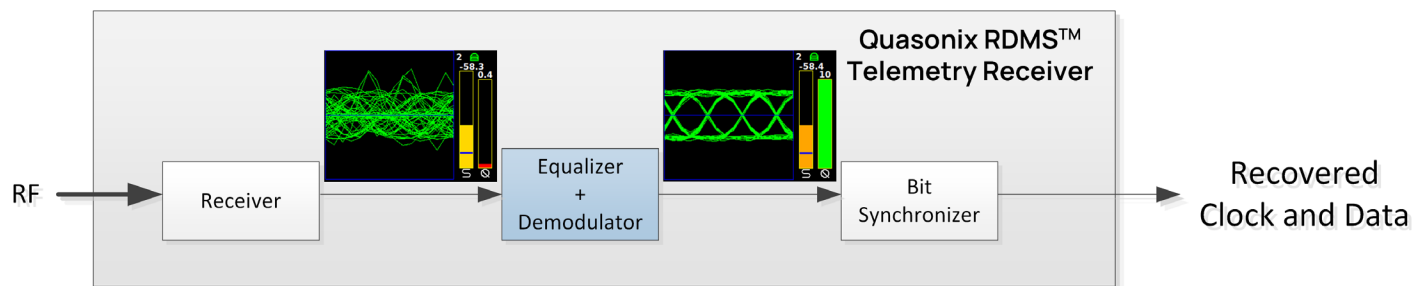 Quasonix RDMS™
Telemetry Receiver
2
-58.3
0.4
S Ø
2
-58.4
10
S Ø
RF
Receiver
Equalizer
+
Demodulator
Bit
Synchronizer
Recovered
Clock and Data